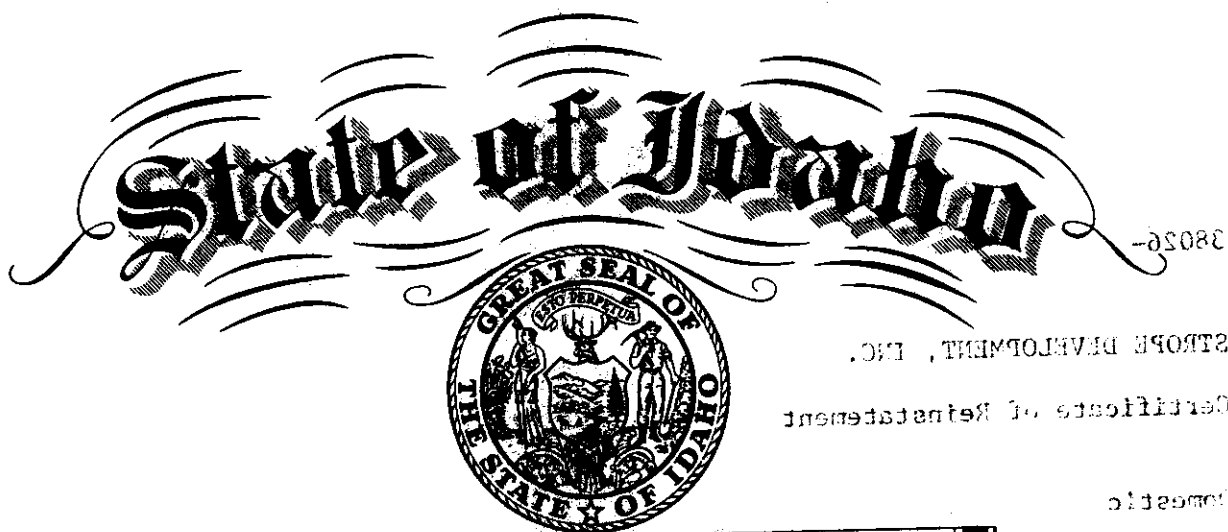 State of Idaho
38026-
GREAT SEAL OF
THE STATE OF IDAHO
ESTO PERPETUA
STROPE DEVELOPMENT, INC.
Certificate of Reinstatement
Domestic